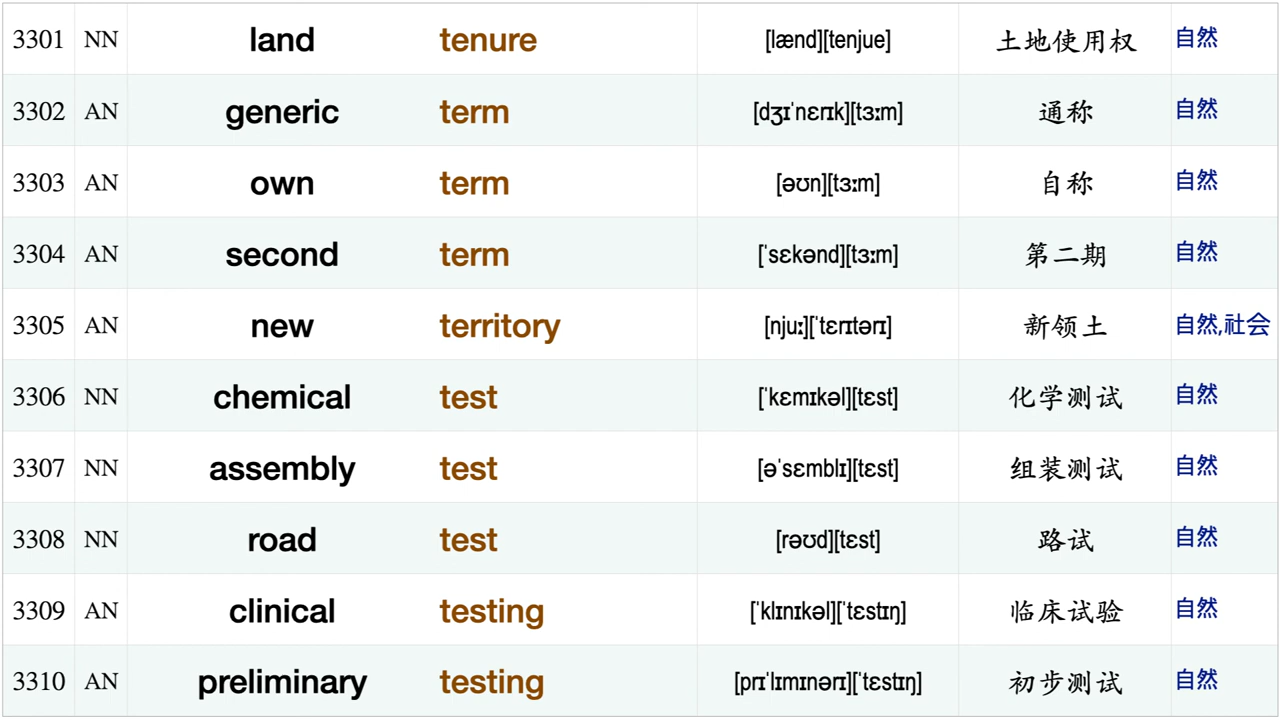 3301 NN land tenure [lænd][tenjue] 土地使用权 自然
3302 AN generic term [dʒɪˈnɛrɪk][tɜːm] 通称 自然
3303 AN own term [əʊn][tɜːm] 自称 自然
3304 AN second term [ˈsɛkənd][tɜːm] 第二期 自然
3305 AN new territory [njuː][ˈtɛrɪtərɪ] 新领土 自然,社会
3306 NN chemical test [ˈkɛmɪkəl][tɛst] 化学测试 自然
3307 NN assembly test [əˈsɛmblɪ][tɛst] 组装测试 自然
3308 NN road test [rəʊd][tɛst] 路试 自然
3309 AN clinical testing [ˈklɪnɪkəl][ˈtɛstɪŋ] 临床试验 自然
3310 AN preliminary testing [prɪˈlɪmɪnərɪ][ˈtɛstɪŋ] 初步测试 自然